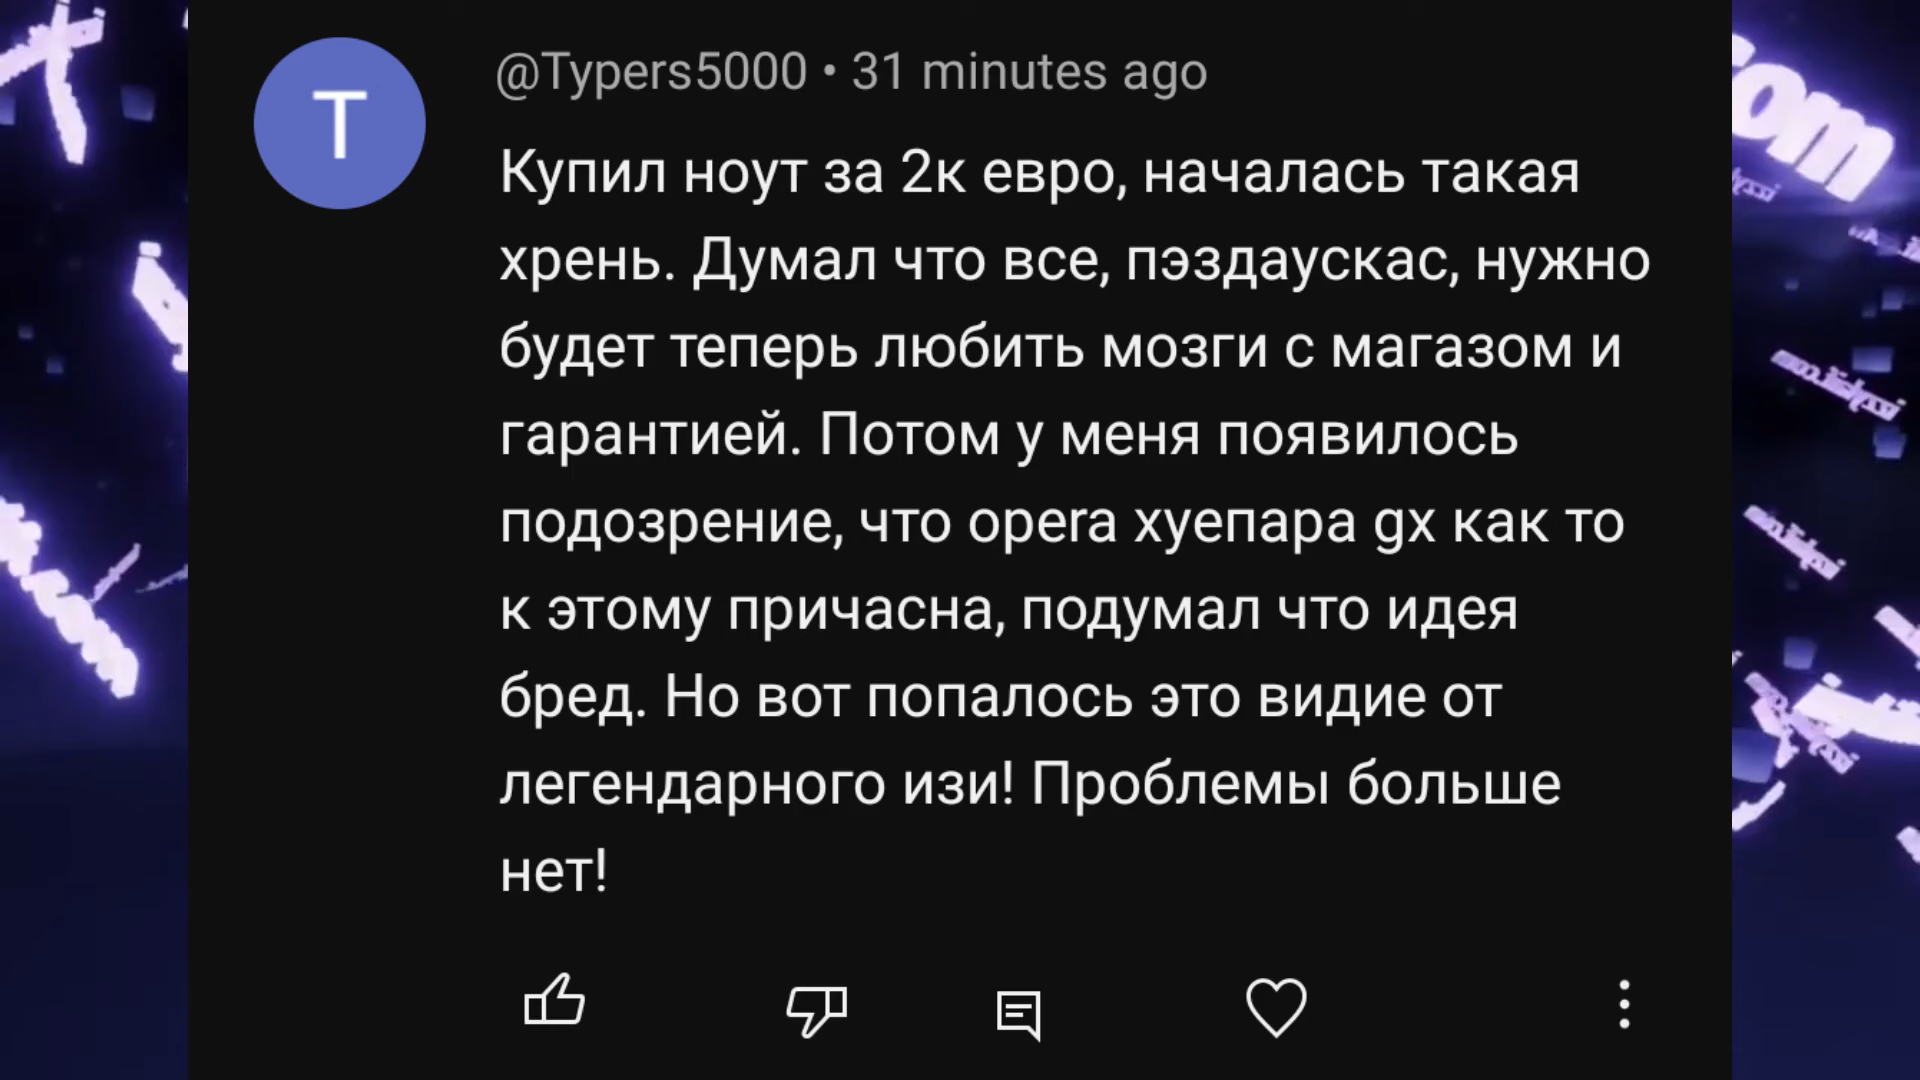 @Typers5000 • 31 minutes ago
T
Купил ноут за 2к евро, началась такая
хрень. Думал что все, пэздаускас, нужно
будет теперь любить мозги с магазом и
гарантией. Потом у меня появилось
подозрение, что opera хуепара gx как то
к этому причасна, подумал что идея
бред. Но вот попалось это видие от
легендарного изи! Проблемы больше
нет!